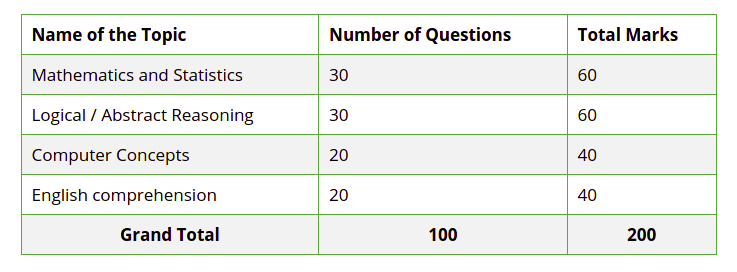 Name of the Topic Number of Questions Total Marks
Mathematics and Statistics 30 60
Logical / Abstract Reasoning 30 60
Computer Concepts 20 40
English comprehension 20 40
Grand Total 100 200